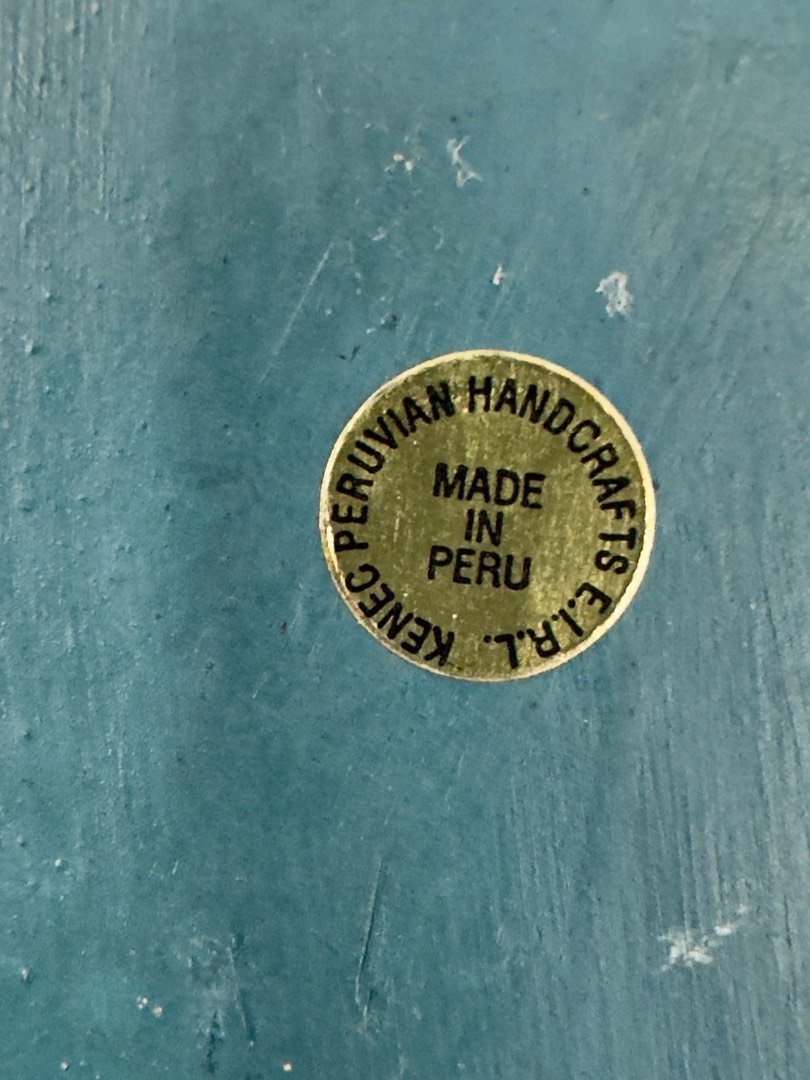 KENEC PERUVIAN HANDCRAFTS E.I.R.L.
MADE
IN
PERU